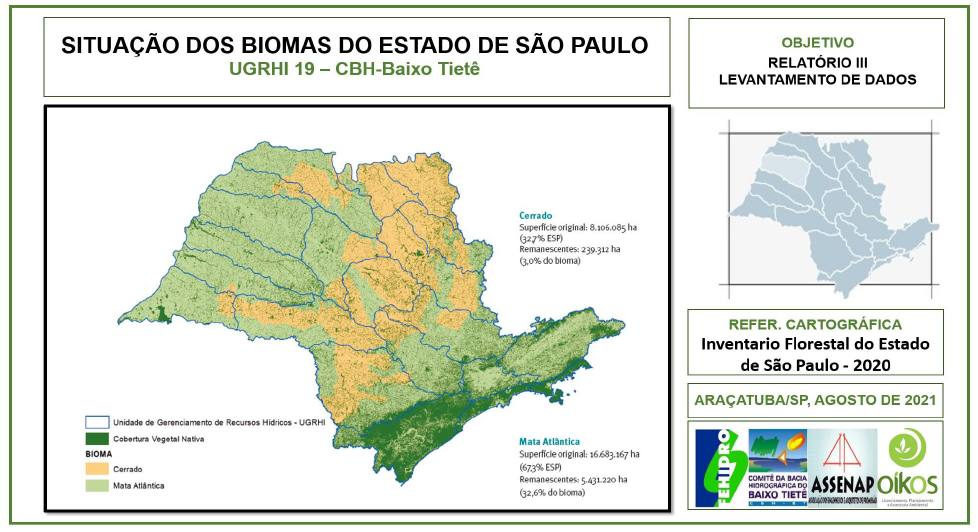 SITUAÇÃO DOS BIOMAS DO ESTADO DE SÃO PAULO
UGRHI 19 – CBH-Baixo Tietê
OBJETIVO
RELATÓRIO III
LEVANTAMENTO DE DADOS
Cerrado
Superfície original: 8.106.085 ha
(32,7% ESP)
Remanescentes: 239.312 ha
(3,0% do bioma)
Unidade de Gerenciamento de Recursos Hídricos - UGRHI
Cobertura Vegetal Nativa
BIOMA
Cerrado
Mata Atlântica
Mata Atlântica
Superfície original: 16.683.167 ha
(67,3% ESP)
Remanescentes: 5.431.220 ha
(32,6% do bioma)
REFER. CARTOGRÁFICA
Inventario Florestal do Estado
de São Paulo - 2020
ARAÇATUBA/SP, AGOSTO DE 2021
FEHIDRO
COMITÊ DA BACIA
HIDROGRÁFICA DO
BAIXO TIETÊ
ASSENAP
OÍKOS